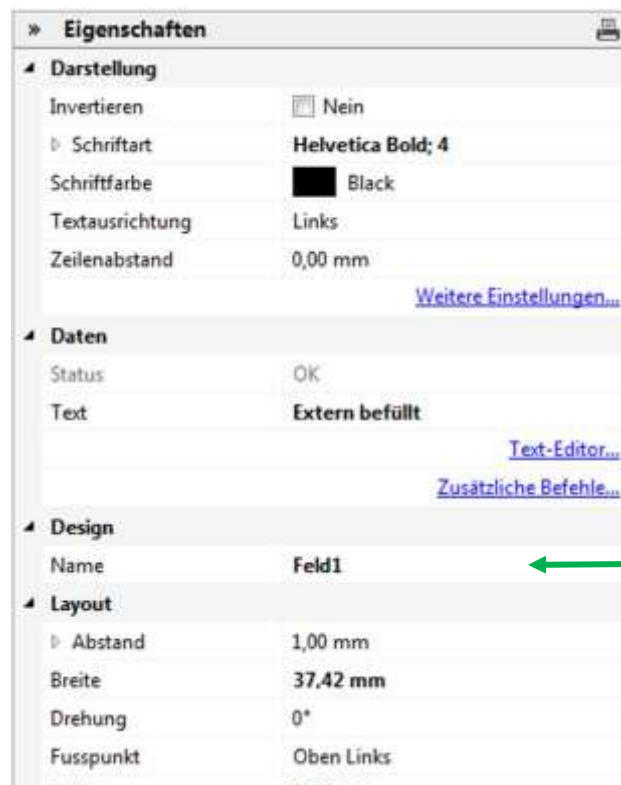 » Eigenschaften
Darstellung
Invertieren Nein
Schriftart Helvetica Bold; 4
Schriftfarbe Black
Textausrichtung Links
Zeilenabstand 0,00 mm
Weitere Einstellungen...
Daten
Status OK
Text Extern befüllt
Text-Editor...
Zusätzliche Befehle...
Design
Name Feld1
Layout
Abstand 1,00 mm
Breite 37,42 mm
Drehung 0°
Fusspunkt Oben Links